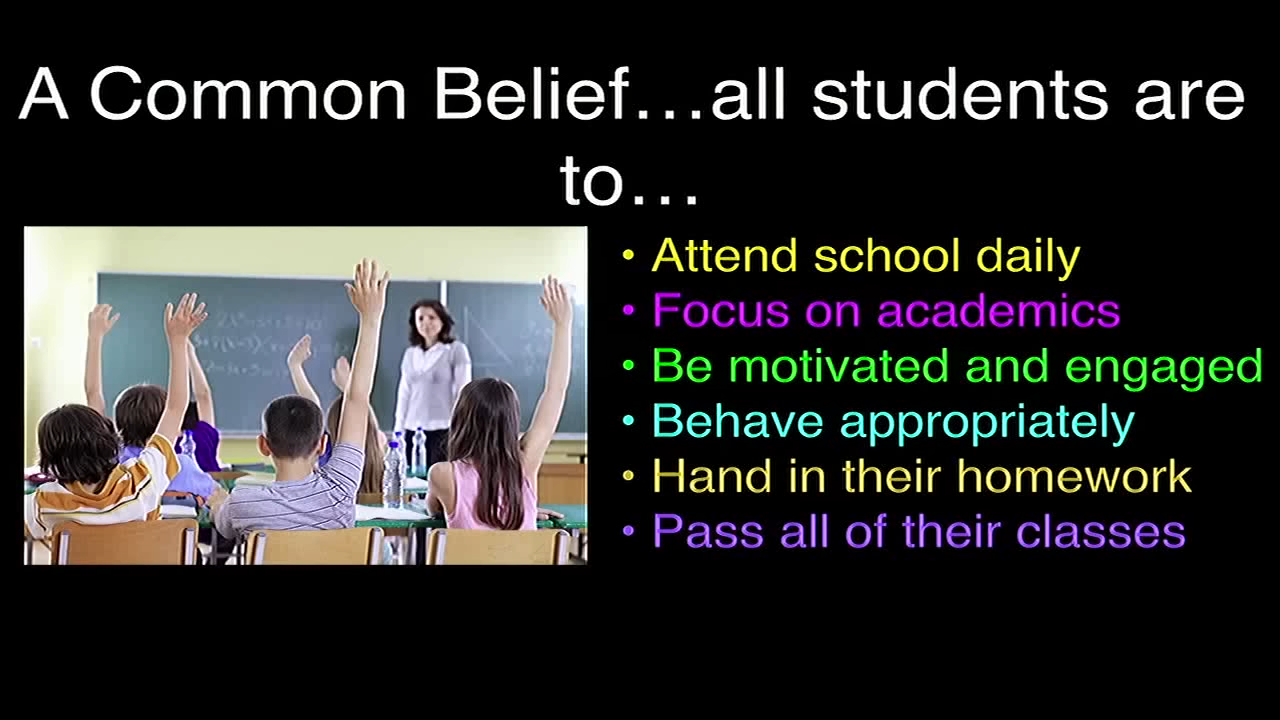 A Common Belief…all students are
to…
• Attend school daily
• Focus on academics
• Be motivated and engaged
• Behave appropriately
• Hand in their homework
• Pass all of their classes